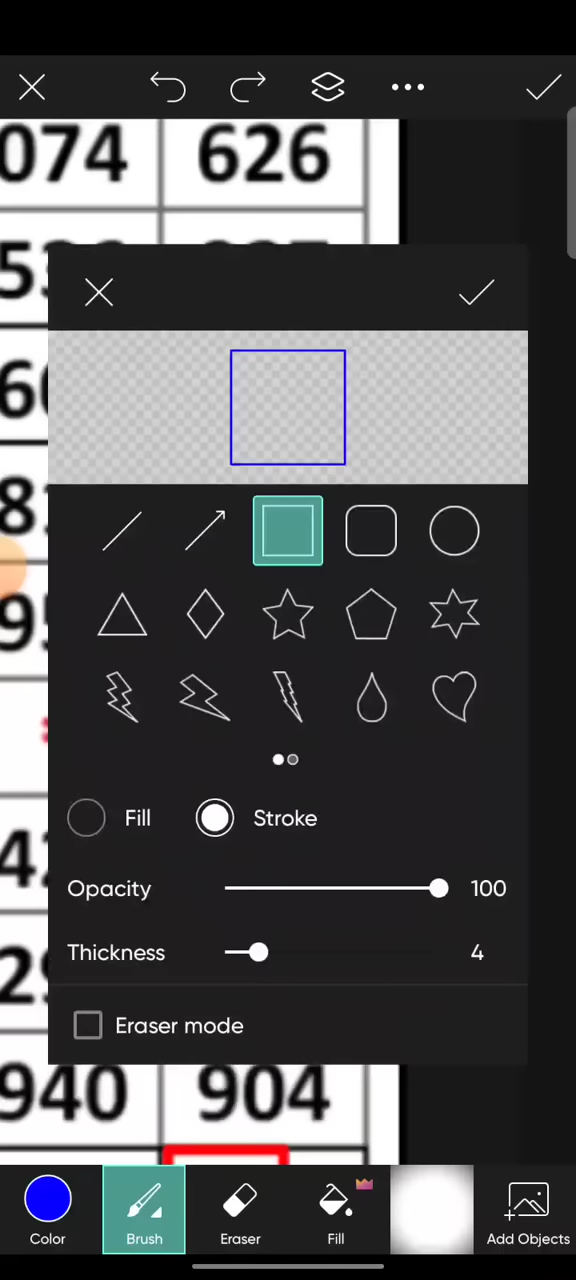 074 626
Fill Stroke
Opacity 100
Thickness 4
Eraser mode
940 904
Color Brush Eraser Fill Add Objects